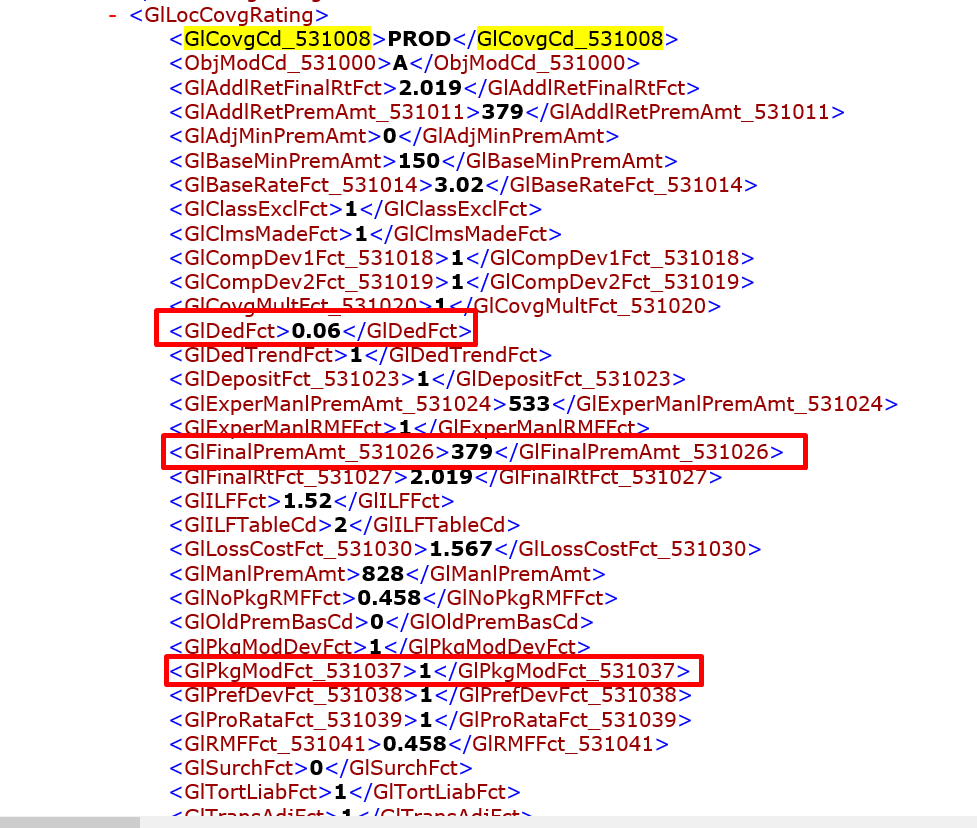 - <GlLocCovgRating>
<GlCovgCd_531008>PROD</GlCovgCd_531008>
<ObjModCd_531000>A</ObjModCd_531000>
<GlAddlRetFinalRtFct>2.019</GlAddlRetFinalRtFct>
<GlAddlRetPremAmt_531011>379</GlAddlRetPremAmt_531011>
<GlAdjMinPremAmt>0</GlAdjMinPremAmt>
<GlBaseMinPremAmt>150</GlBaseMinPremAmt>
<GlBaseRateFct_531014>3.02</GlBaseRateFct_531014>
<GlClassExclFct>1</GlClassExclFct>
<GlClmsMadeFct>1</GlClmsMadeFct>
<GlCompDev1Fct_531018>1</GlCompDev1Fct_531018>
<GlCompDev2Fct_531019>1</GlCompDev2Fct_531019>
<GlCovgMultFct_531020>1</GlCovgMultFct_531020>
<GlDedFct>0.06</GlDedFct>
<GlDedTrendFct>1</GlDedTrendFct>
<GlDepositFct_531023>1</GlDepositFct_531023>
<GlExperManlPremAmt_531024>533</GlExperManlPremAmt_531024>
<GlExperManlRMFFct>1</GlExperManlRMFFct>
<GlFinalPremAmt_531026>379</GlFinalPremAmt_531026>
<GlFinalRtFct_531027>2.019</GlFinalRtFct_531027>
<GlILFFct>1.52</GlILFFct>
<GlILFTableCd>2</GlILFTableCd>
<GlLossCostFct_531030>1.567</GlLossCostFct_531030>
<GlManlPremAmt>828</GlManlPremAmt>
<GlNoPkgRMFFct>0.458</GlNoPkgRMFFct>
<GlOldPremBasCd>0</GlOldPremBasCd>
<GlPkgModDevFct>1</GlPkgModDevFct>
<GlPkgModFct_531037>1</GlPkgModFct_531037>
<GlPrefDevFct_531038>1</GlPrefDevFct_531038>
<GlProRataFct_531039>1</GlProRataFct_531039>
<GlRMFFct_531041>0.458</GlRMFFct_531041>
<GlSurchFct>0</GlSurchFct>
<GlTortLiabFct>1</GlTortLiabFct>
<GlTransAdjFct>1</GlTransAdjFct>